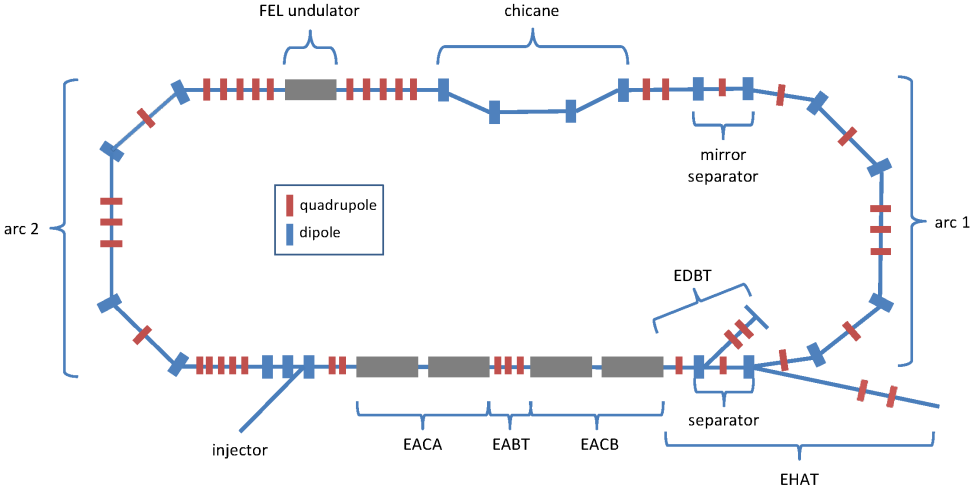 FEL undulator
chicane
mirror
separator
arc 2
quadrupole
dipole
arc 1
EDBT
injector
EACA
EABT
EACB
separator
EHAT